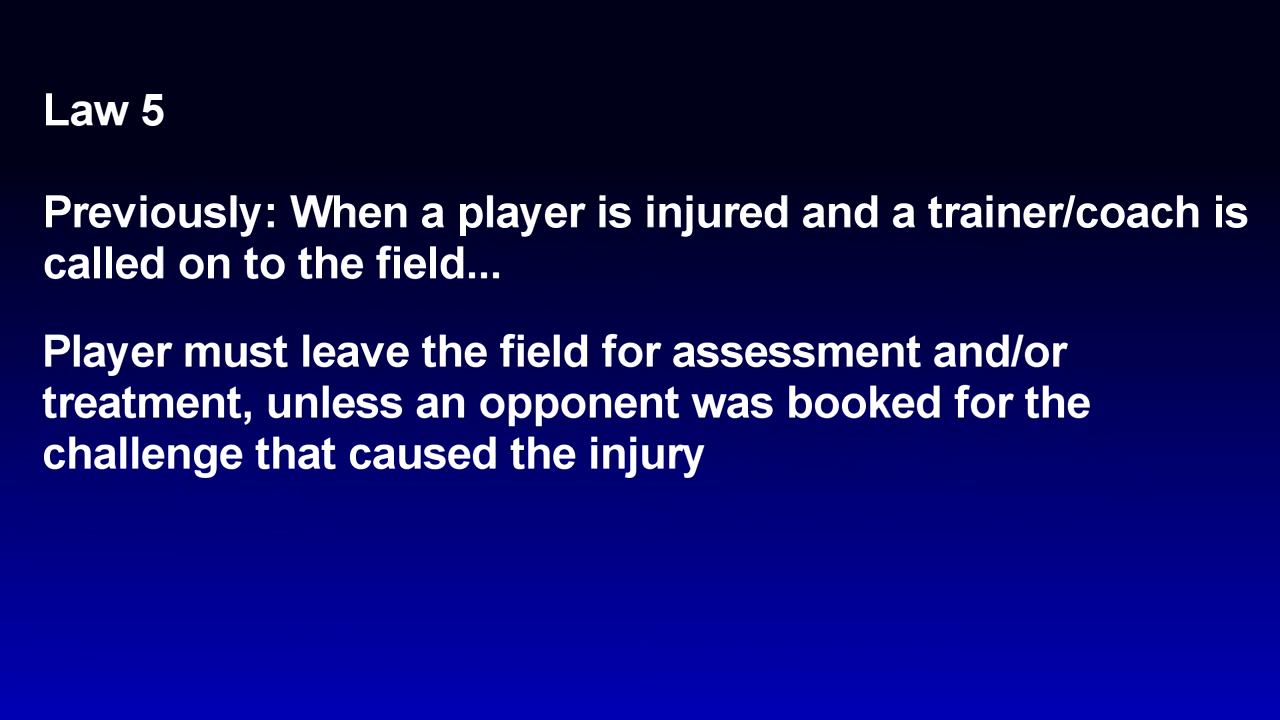 Law 5
Previously: When a player is injured and a trainer/coach is
called on to the field...
Player must leave the field for assessment and/or
treatment, unless an opponent was booked for the
challenge that caused the injury